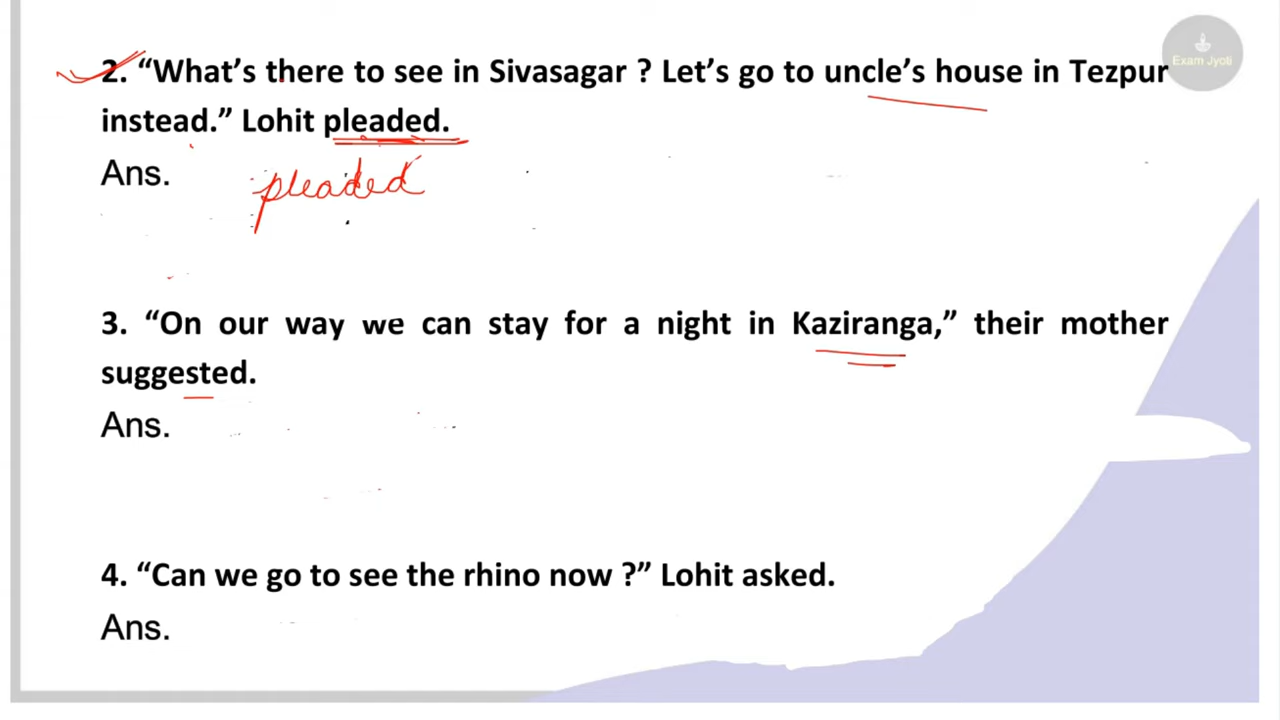 Exam Jyoti
2. “What’s there to see in Sivasagar ? Let’s go to uncle’s house in Tezpur
instead.” Lohit pleaded.
Ans.
pleaded
3. “On our way we can stay for a night in Kaziranga,” their mother
suggested.
Ans.
4. “Can we go to see the rhino now ?” Lohit asked.
Ans.